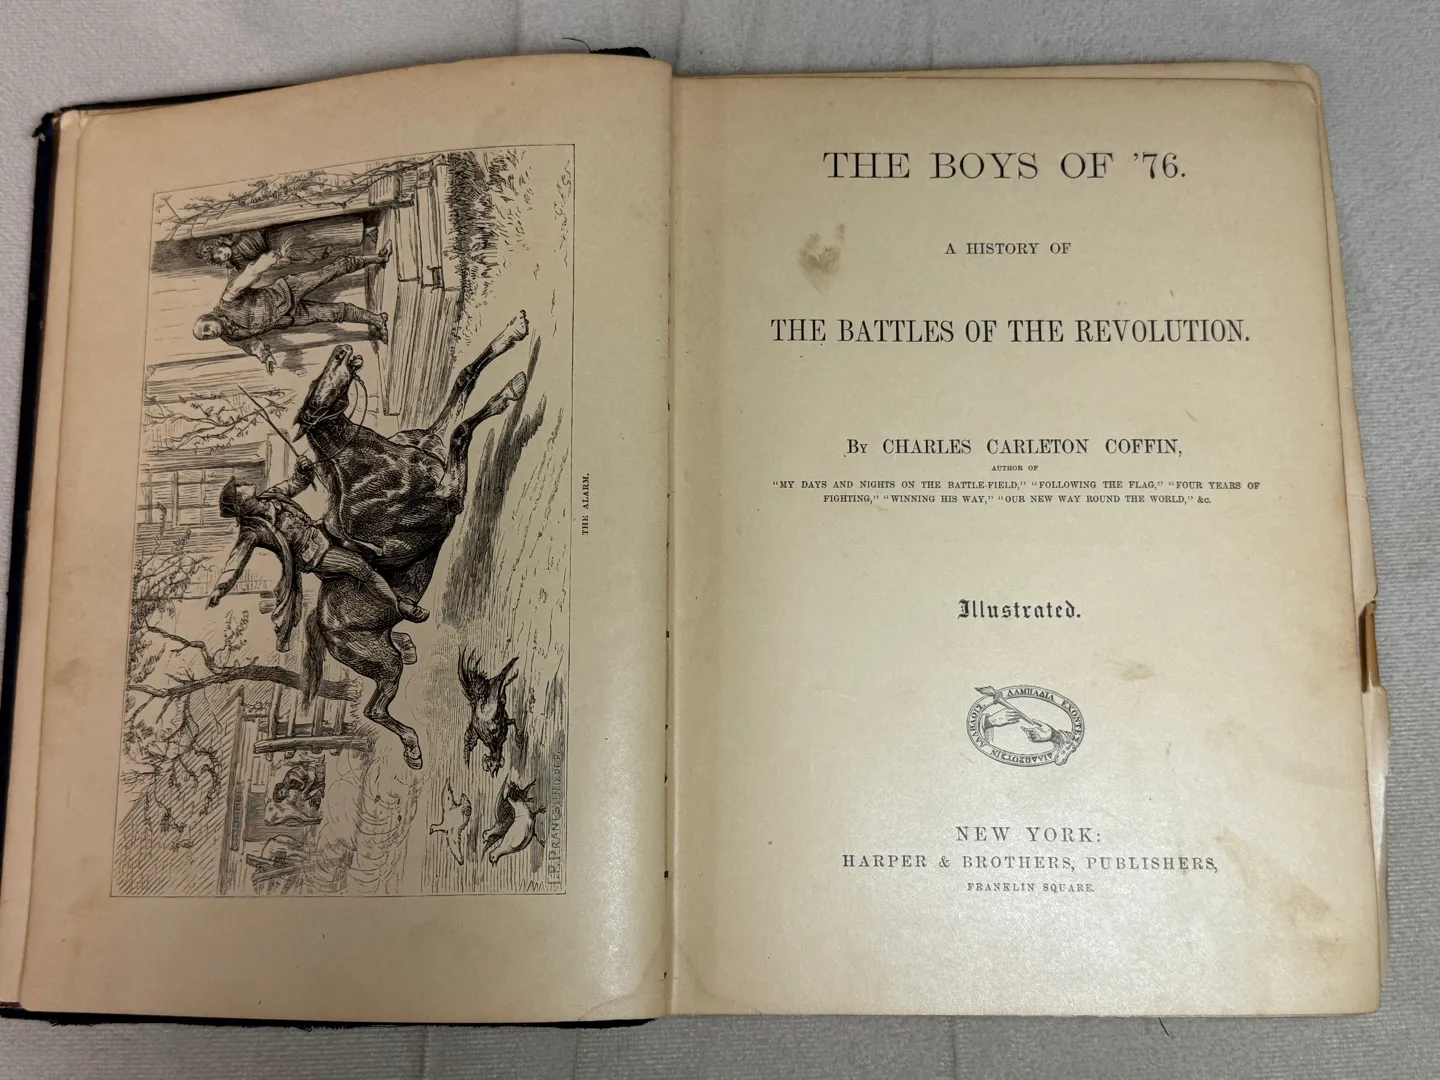 THE ALARM.
THE BOYS OF '76.
A HISTORY OF
THE BATTLES OF THE REVOLUTION.
By CHARLES CARLETON COFFIN,
AUTHOR OF
"MY DAYS AND NIGHTS ON THE BATTLE-FIELD," "FOLLOWING THE FLAG," "FOUR YEARS OF
FIGHTING," "WINNING HIS WAY," "OUR NEW WAY ROUND THE WORLD," &c.
Illustrated.
ΛΑΜΠΑΔΙΑ ΕΧΟΝΤΕΣ ΔΙΑΔΩΣΟΥΣΙΝ ΑΛΛΗΛΟΙΣ
NEW YORK:
HARPER & BROTHERS, PUBLISHERS,
FRANKLIN SQUARE.